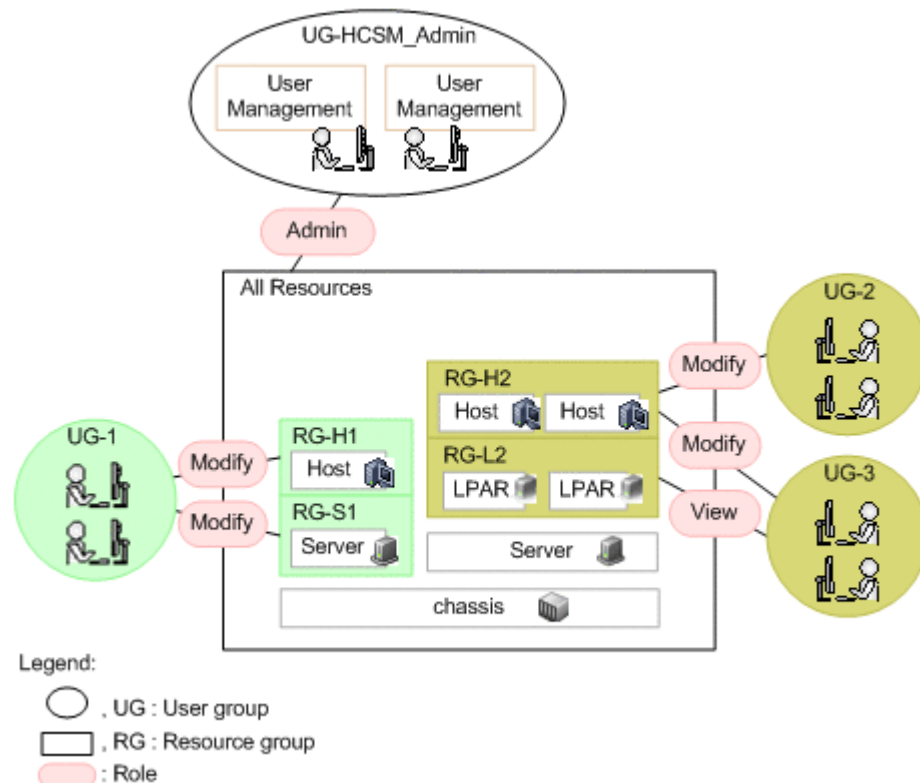 UG-HCSM_Admin
User
Management
User
Management
Admin
All Resources
UG-2
Modify
RG-H2
Host
Host
UG-1
Modify
RG-H1
Host
Modify
UG-3
RG-L2
LPAR
LPAR
View
Modify
RG-S1
Server
Server
chassis
Legend:
, UG : User group
, RG : Resource group
: Role